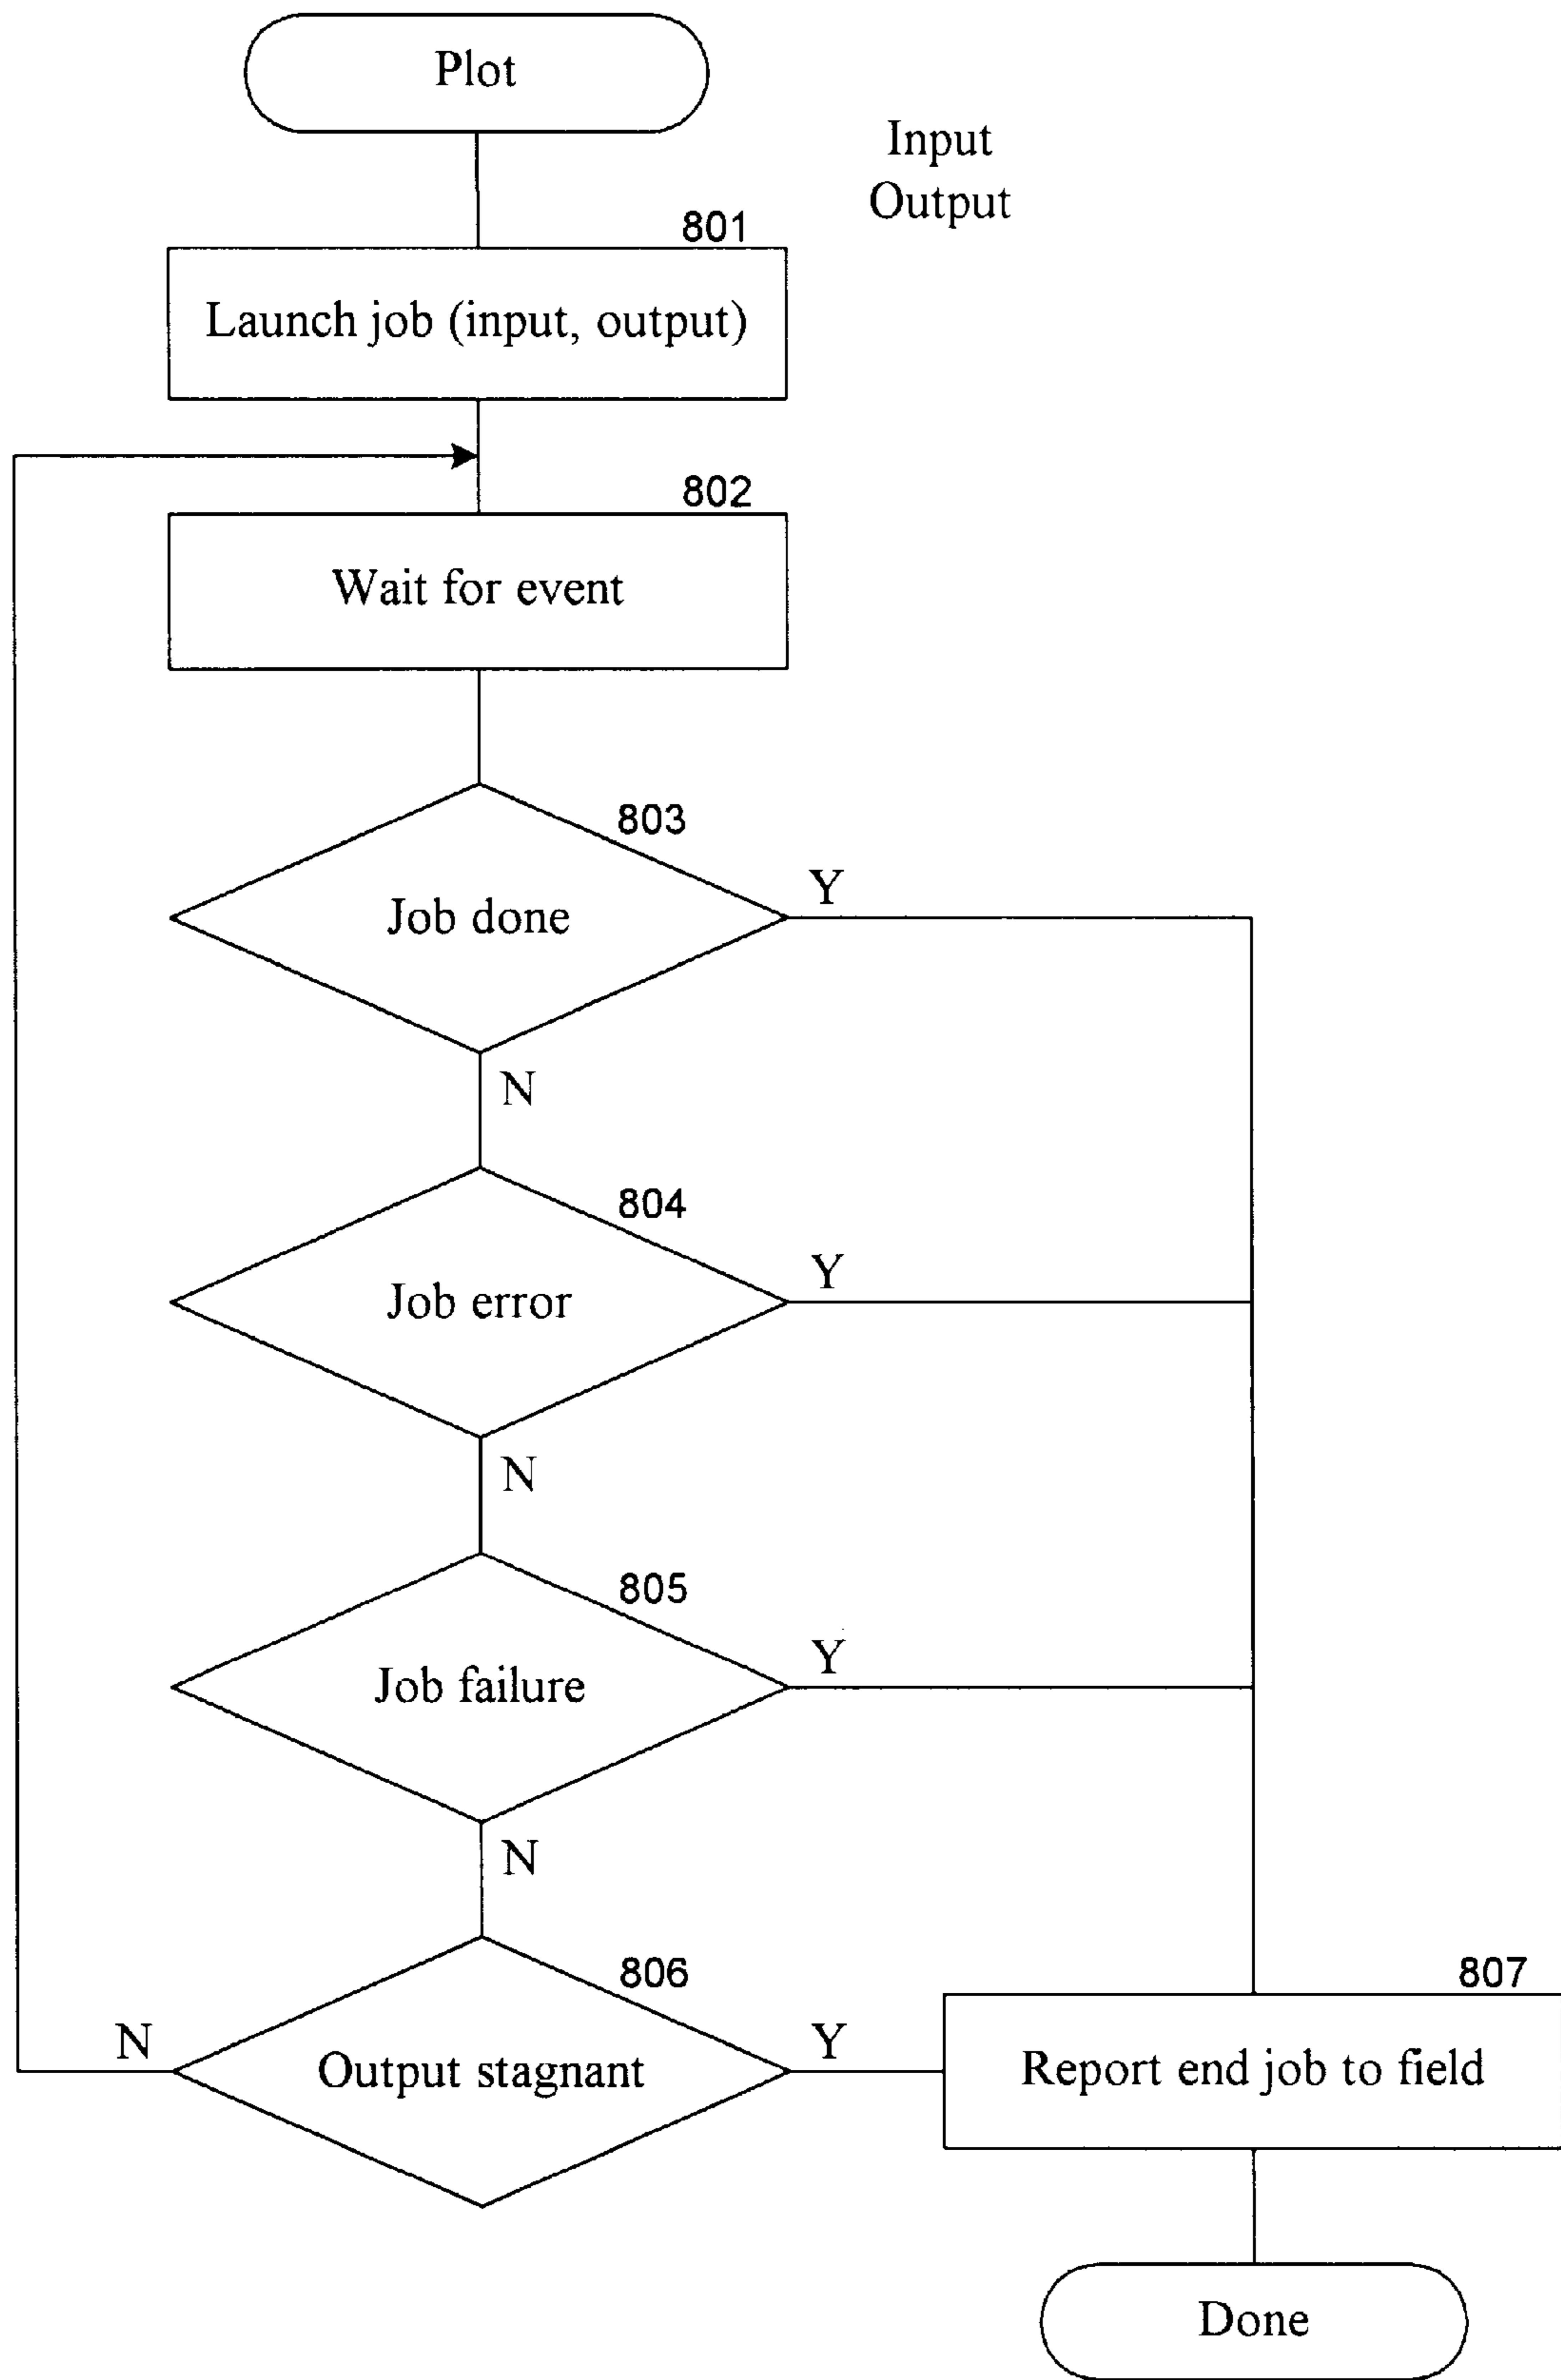 Plot
Input
Output
801
Launch job (input, output)
802
Wait for event
803
Job done
Y
N
804
Job error
Y
N
805
Job failure
Y
N
806
Output stagnant
N
Y
807
Report end job to field
Done